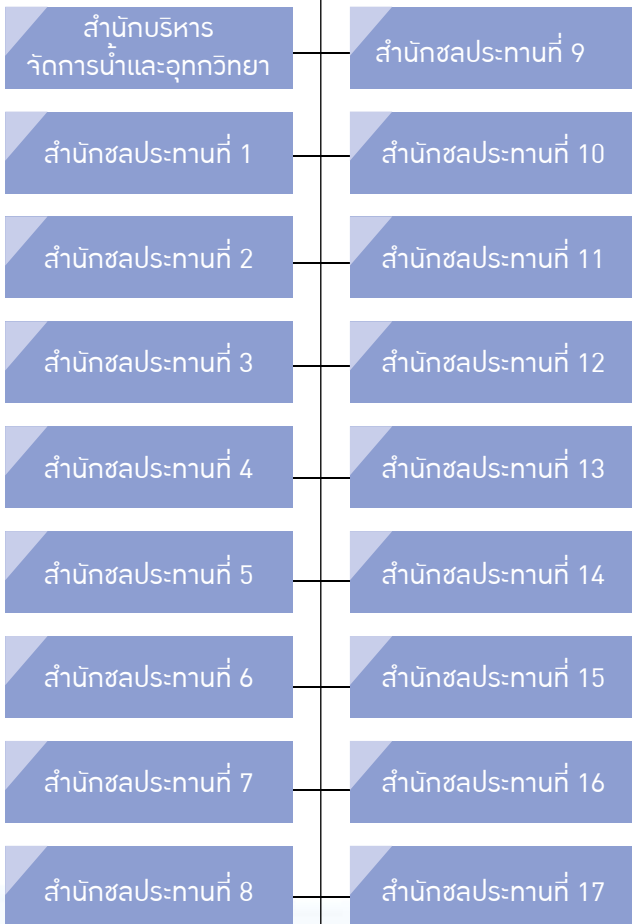 สำนักบริหาร
จัดการน้ำและอุทกวิทยา
สำนักชลประทานที่ 1
สำนักชลประทานที่ 2
สำนักชลประทานที่ 3
สำนักชลประทานที่ 4
สำนักชลประทานที่ 5
สำนักชลประทานที่ 6
สำนักชลประทานที่ 7
สำนักชลประทานที่ 8
สำนักชลประทานที่ 9
สำนักชลประทานที่ 10
สำนักชลประทานที่ 11
สำนักชลประทานที่ 12
สำนักชลประทานที่ 13
สำนักชลประทานที่ 14
สำนักชลประทานที่ 15
สำนักชลประทานที่ 16
สำนักชลประทานที่ 17